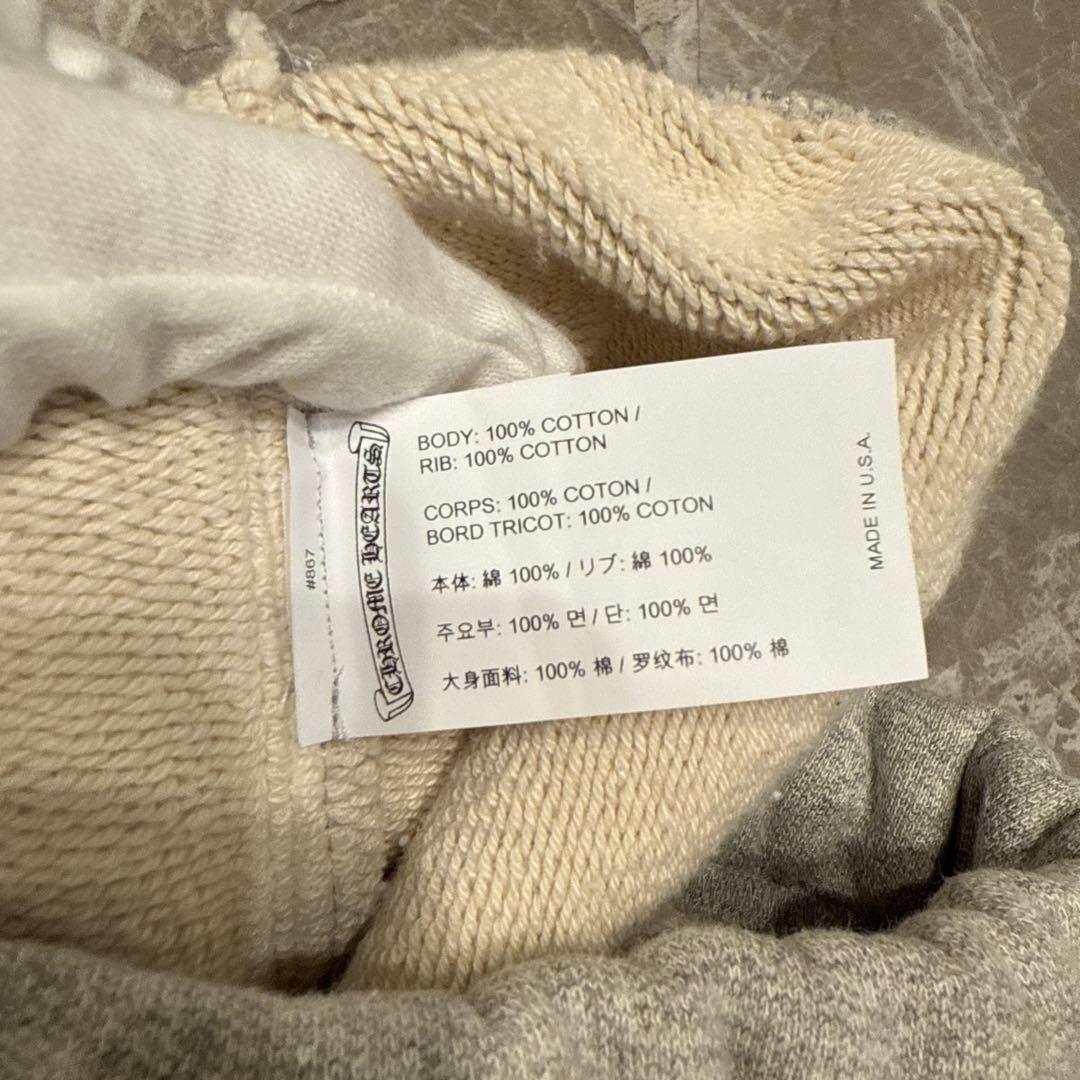 #867
CHROME HEARTS
BODY: 100% COTTON /
RIB: 100% COTTON
CORPS: 100% COTON /
BORD TRICOT: 100% COTON
本体: 綿 100% / リブ: 綿 100%
주요부: 100% 면 / 단: 100% 면
大身面料: 100% 棉 / 罗纹布: 100% 棉
MADE IN U.S.A.